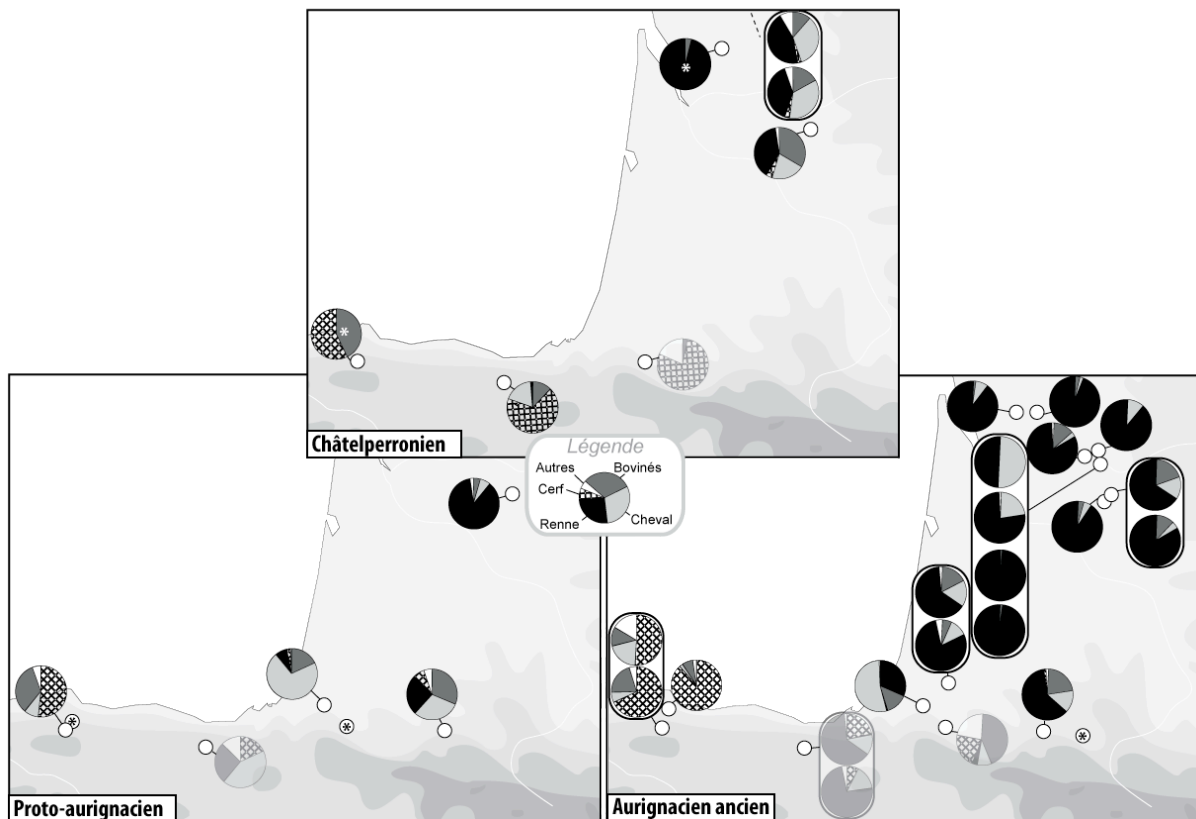 Châtelperronien
Légende
Autres Bovinés
Cerf
Renne Cheval
Proto-aurignacien
Aurignacien ancien